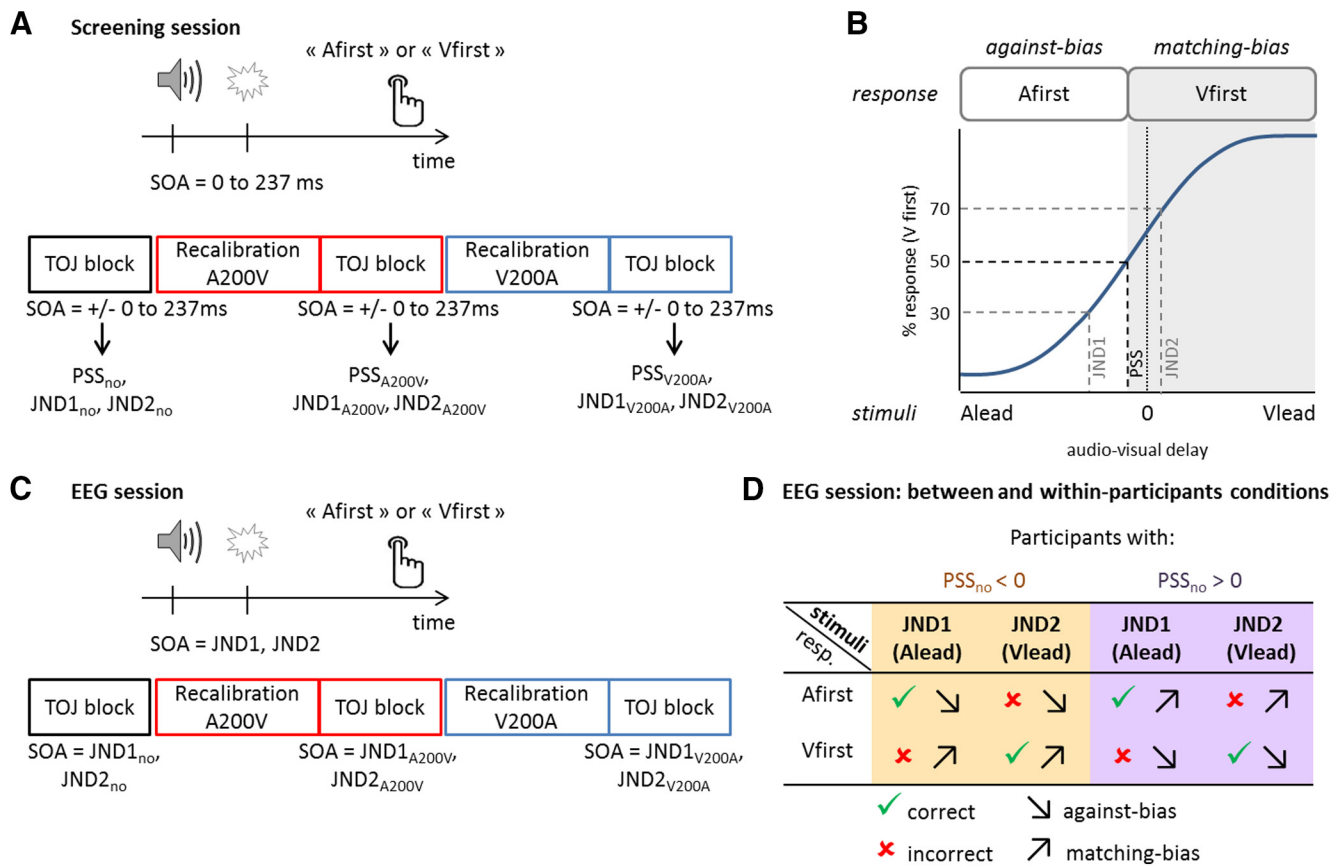 A Screening session
« Afirst » or « Vfirst »
time
SOA = 0 to 237 ms
TOJ block
Recalibration
A200V
TOJ block
Recalibration
V200A
TOJ block
SOA = +/- 0 to 237ms
SOA = +/- 0 to 237ms
SOA = +/- 0 to 237ms
PSSno,
JND1no, JND2no
PSSA200V,
JND1A200V, JND2A200V
PSSV200A,
JND1V200A, JND2V200A
B
against-bias
matching-bias
response
Afirst
Vfirst
% response (V first)
70
50
30
JND1
PSS
JND2
stimuli
Alead
0
Vlead
audio-visual delay
C EEG session
« Afirst » or « Vfirst »
time
SOA = JND1, JND2
TOJ block
Recalibration
A200V
TOJ block
Recalibration
V200A
TOJ block
SOA = JND1no,
JND2no
SOA = JND1A200V,
JND2A200V
SOA = JND1V200A,
JND2V200A
D EEG session: between and within-participants conditions
Participants with:
PSSno < 0
PSSno > 0
stimuli
resp.
JND1
(Alead)
JND2
(Vlead)
JND1
(Alead)
JND2
(Vlead)
Afirst
Vfirst
correct
against-bias
incorrect
matching-bias